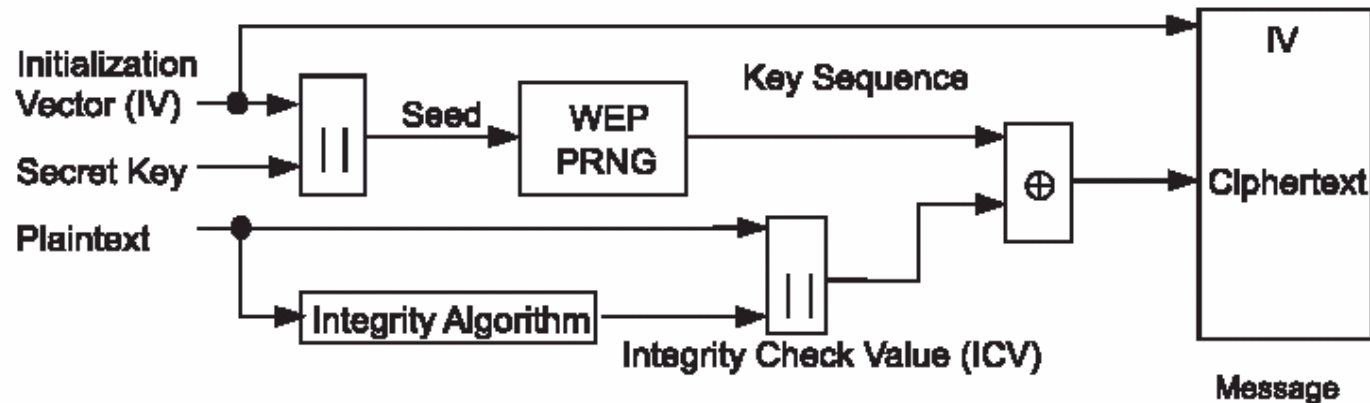 IV
Initialization
Vector (IV)
Key Sequence
Seed
WEP
PRNG
||
Secret Key
⊕
Ciphertext
Plaintext
||
Integrity Algorithm
Integrity Check Value (ICV)
Message